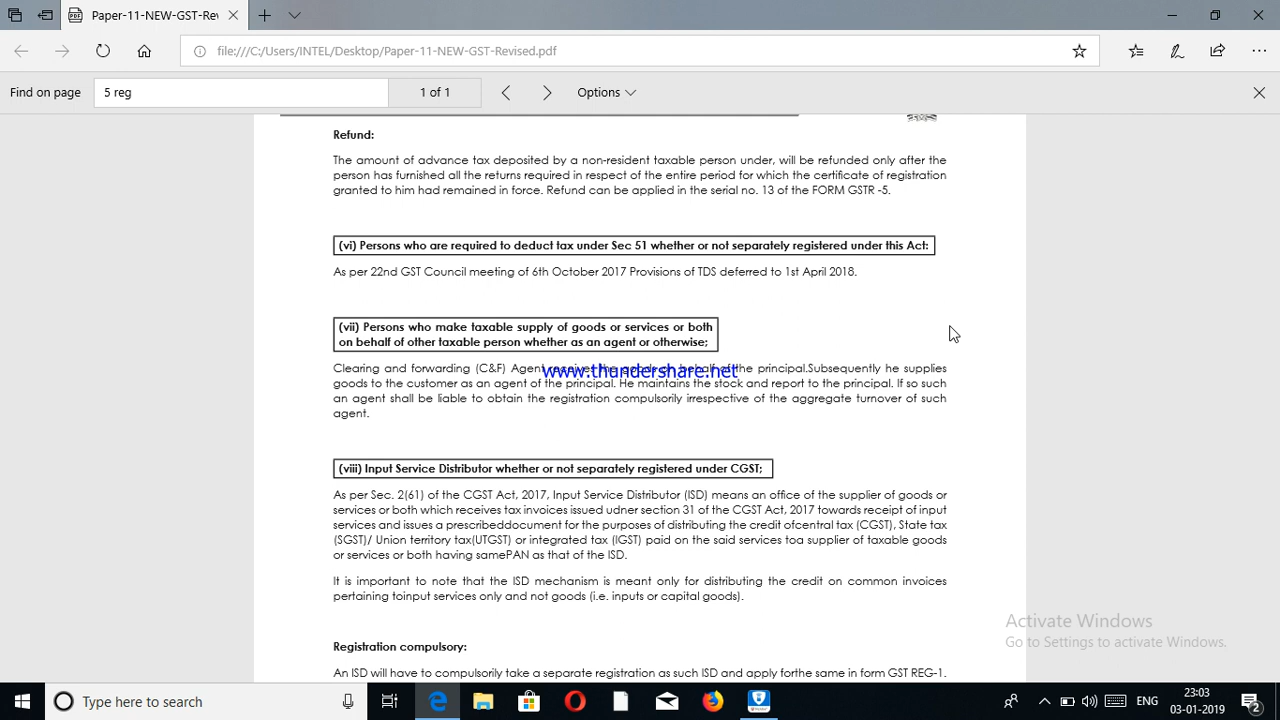 Paper-11-NEW-GST-Rev
file:///C:/Users/INTEL/Desktop/Paper-11-NEW-GST-Revised.pdf
Find on page
5 reg
1 of 1
Options
Refund:
The amount of advance tax deposited by a non-resident taxable person under, will be refunded only after the
person has furnished all the returns required in respect of the entire period for which the certificate of registration
granted to him had remained in force. Refund can be applied in the serial no. 13 of the FORM GSTR -5.
(vi) Persons who are required to deduct tax under Sec 51 whether or not separately registered under this Act:
As per 22nd GST Council meeting of 6th October 2017 Provisions of TDS deferred to 1st April 2018.
(vii) Persons who make taxable supply of goods or services or both
on behalf of other taxable person whether as an agent or otherwise;
Clearing and forwarding (C&F) Agent receives the goods on behalf of the principal.Subsequently he supplies
www.thundershare.net
goods to the customer as an agent of the principal. He maintains the stock and report to the principal. If so such
an agent shall be liable to obtain the registration compulsorily irrespective of the aggregate turnover of such
agent.
(viii) Input Service Distributor whether or not separately registered under CGST;
As per Sec. 2(61) of the CGST Act, 2017, Input Service Distributor (ISD) means an office of the supplier of goods or
services or both which receives tax invoices issued udner section 31 of the CGST Act, 2017 towards receipt of input
services and issues a prescribeddocument for the purposes of distributing the credit ofcentral tax (CGST), State tax
(SGST)/ Union territory tax(UTGST) or integrated tax (IGST) paid on the said services toa supplier of taxable goods
or services or both having samePAN as that of the ISD.
It is important to note that the ISD mechanism is meant only for distributing the credit on common invoices
pertaining toinput services only and not goods (i.e. inputs or capital goods).
Activate Windows
Go to Settings to activate Windows.
Registration compulsory:
An ISD will have to compulsorily take a separate registration as such ISD and apply forthe same in form GST REG-1.
Type here to search
ENG
23:03
03-01-2019
2